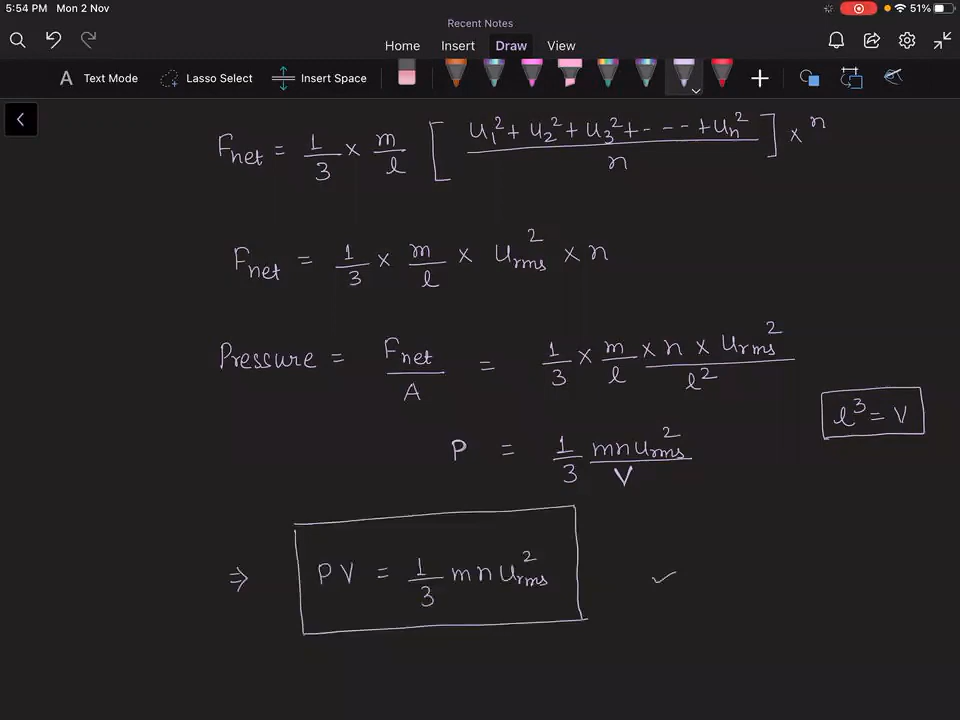 5:54 PM Mon 2 Nov 51%
Recent Notes
Home Insert Draw View
A Text Mode Lasso Select Insert Space
Fnet = 1/3 × m/l [ (u₁² + u₂² + u₃² + - - - + uₙ²)/n ] × n
Fnet = 1/3 × m/l × urms² × n
Pressure = Fnet/A = 1/3 × m/l × n × urms²/l²
l³ = V
P = 1/3 mnurms²/V
⇒ PV = 1/3 mnurms² ✓